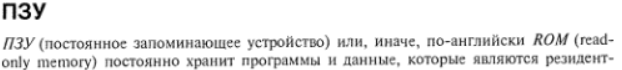 ПЗУ
ПЗУ (постоянное запоминающее устройство) или, иначе, по-английски ROM (read-
only memory) постоянно хранит программы и данные, которые являются резидент-